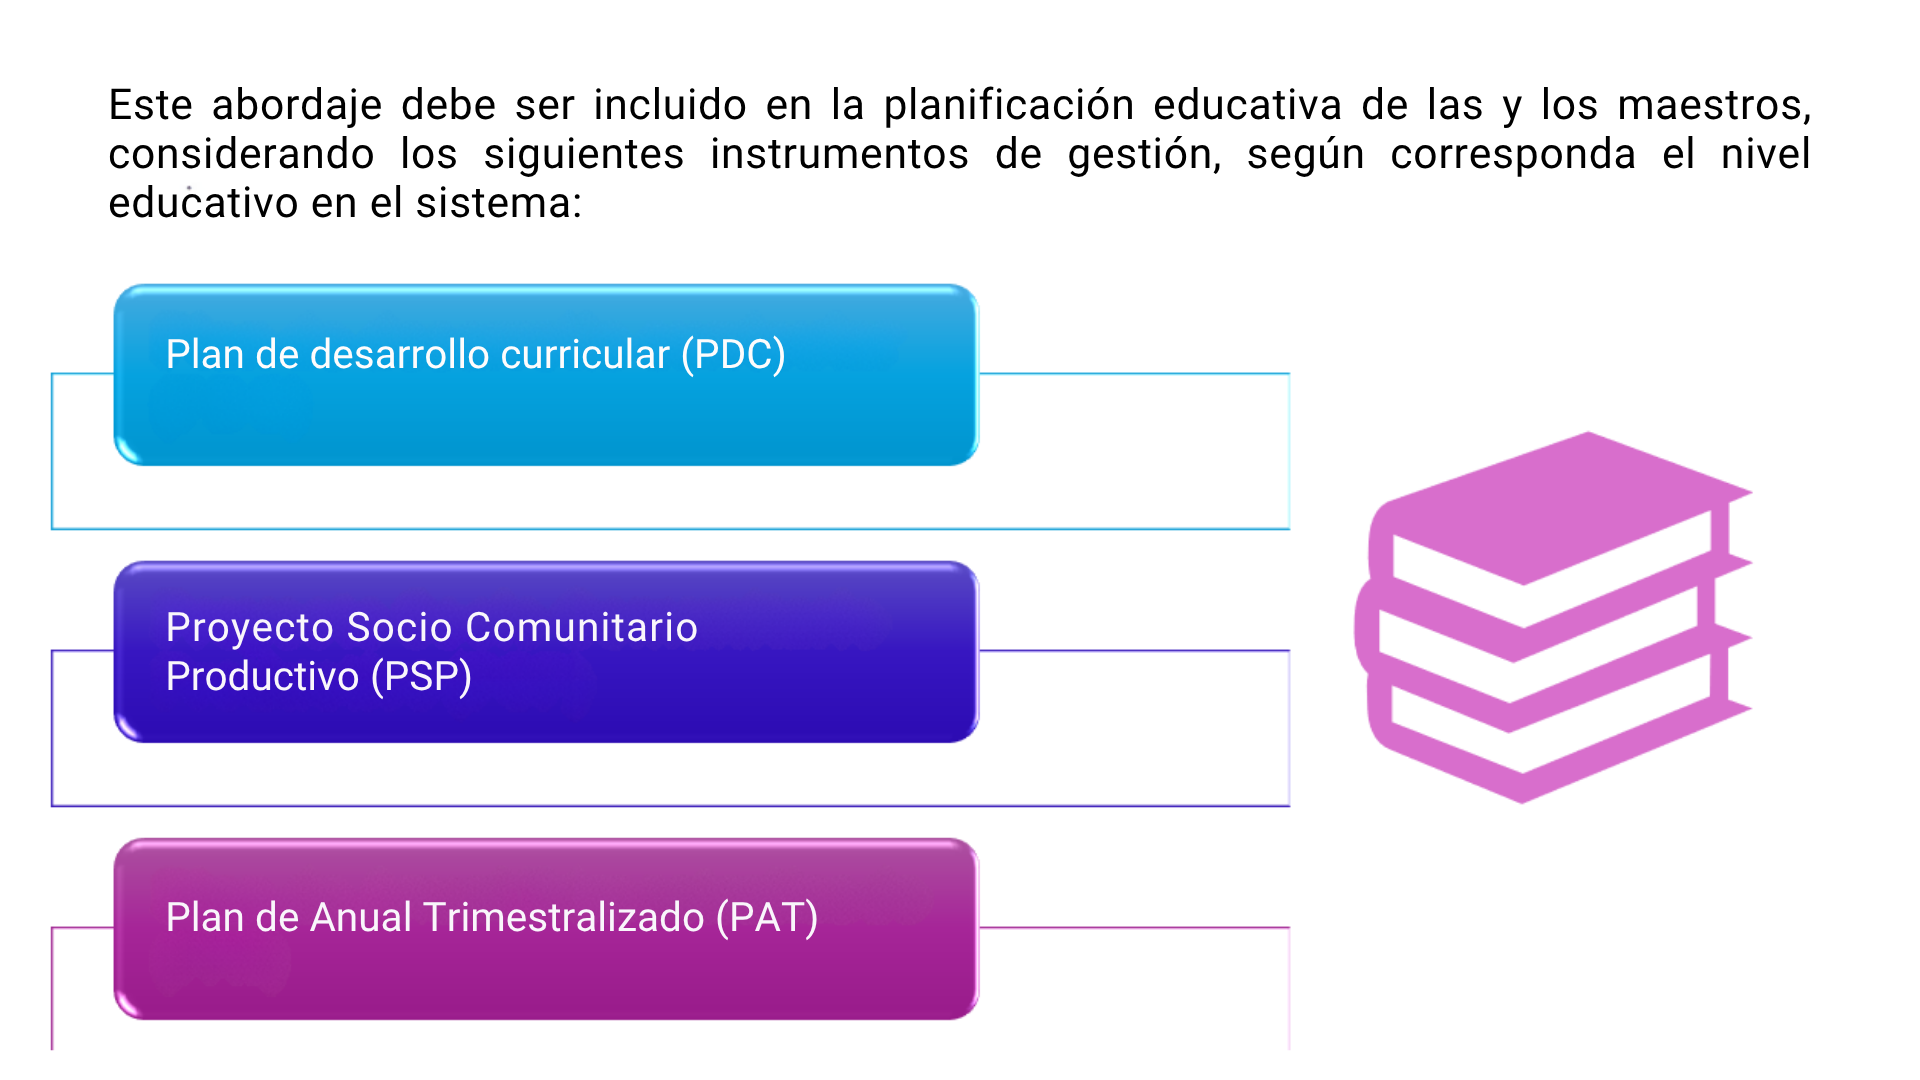 Este abordaje debe ser incluido en la planificación educativa de las y los maestros,
considerando los siguientes instrumentos de gestión, según corresponda el nivel
educativo en el sistema:
Plan de desarrollo curricular (PDC)
Proyecto Socio Comunitario
Productivo (PSP)
Plan de Anual Trimestralizado (PAT)